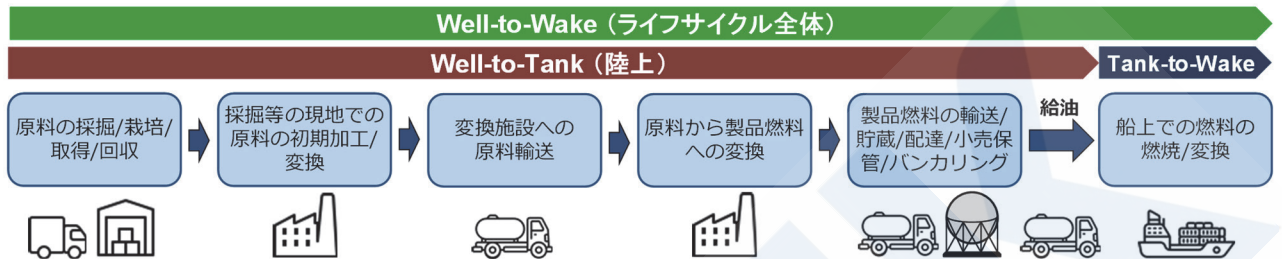 Well-to-Wake（ライフサイクル全体）
Well-to-Tank（陸上）
Tank-to-Wake
原料の採掘/栽培/
取得/回収
採掘等の現地での
原料の初期加工/
変換
変換施設への
原料輸送
原料から製品燃料
への変換
製品燃料の輸送/
貯蔵/配達/小売保
管/バンカリング
給油
船上での燃料の
燃焼/変換